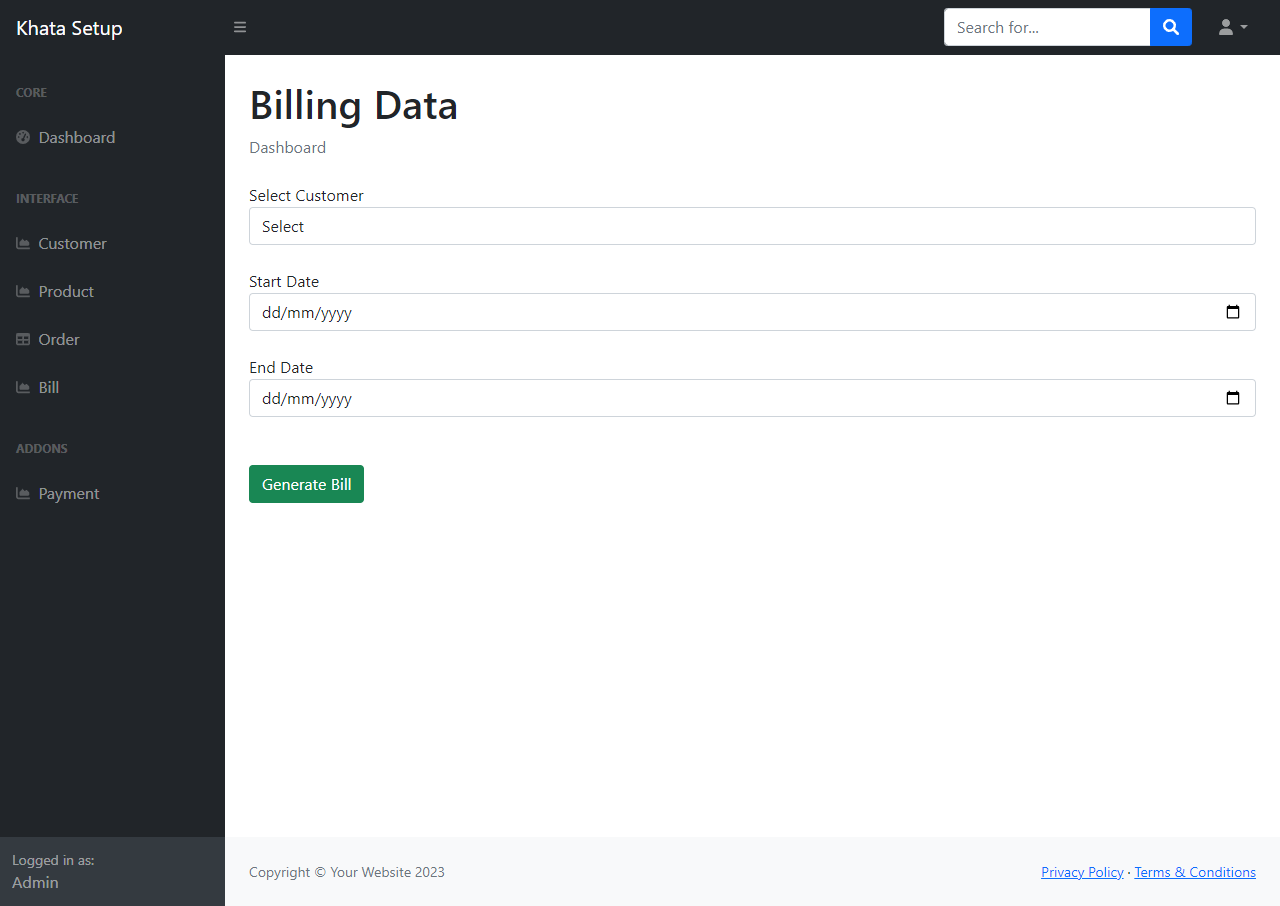 Khata Setup
Search for...
CORE
Dashboard
INTERFACE
Customer
Product
Order
Bill
ADDONS
Payment
Logged in as:
Admin
Billing Data
Dashboard
Select Customer
Select
Start Date
dd/mm/yyyy
End Date
dd/mm/yyyy
Generate Bill
Copyright © Your Website 2023
Privacy Policy · Terms & Conditions